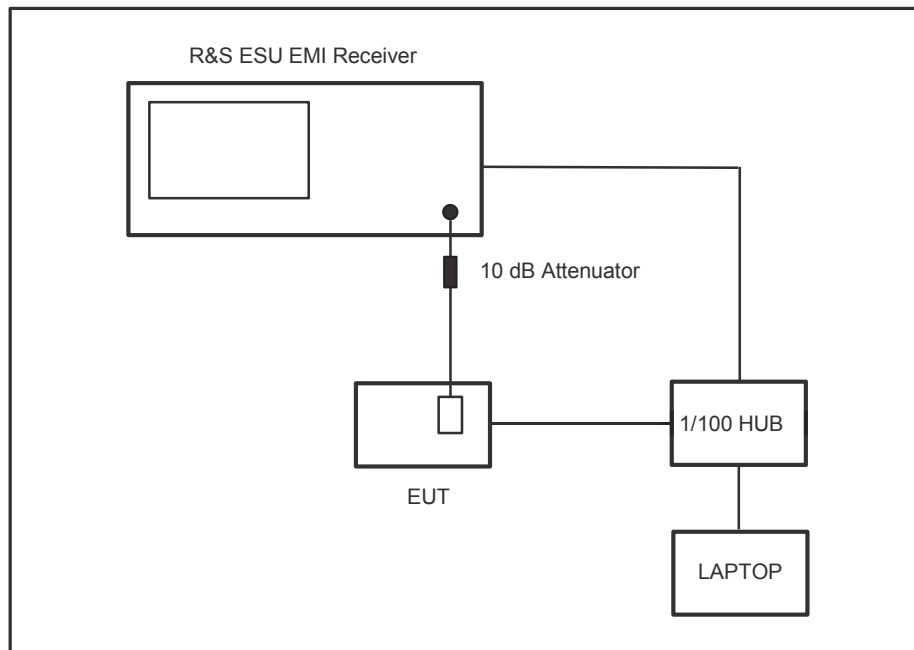 R&S ESU EMI Receiver
10 dB Attenuator
1/100 HUB
EUT
LAPTOP